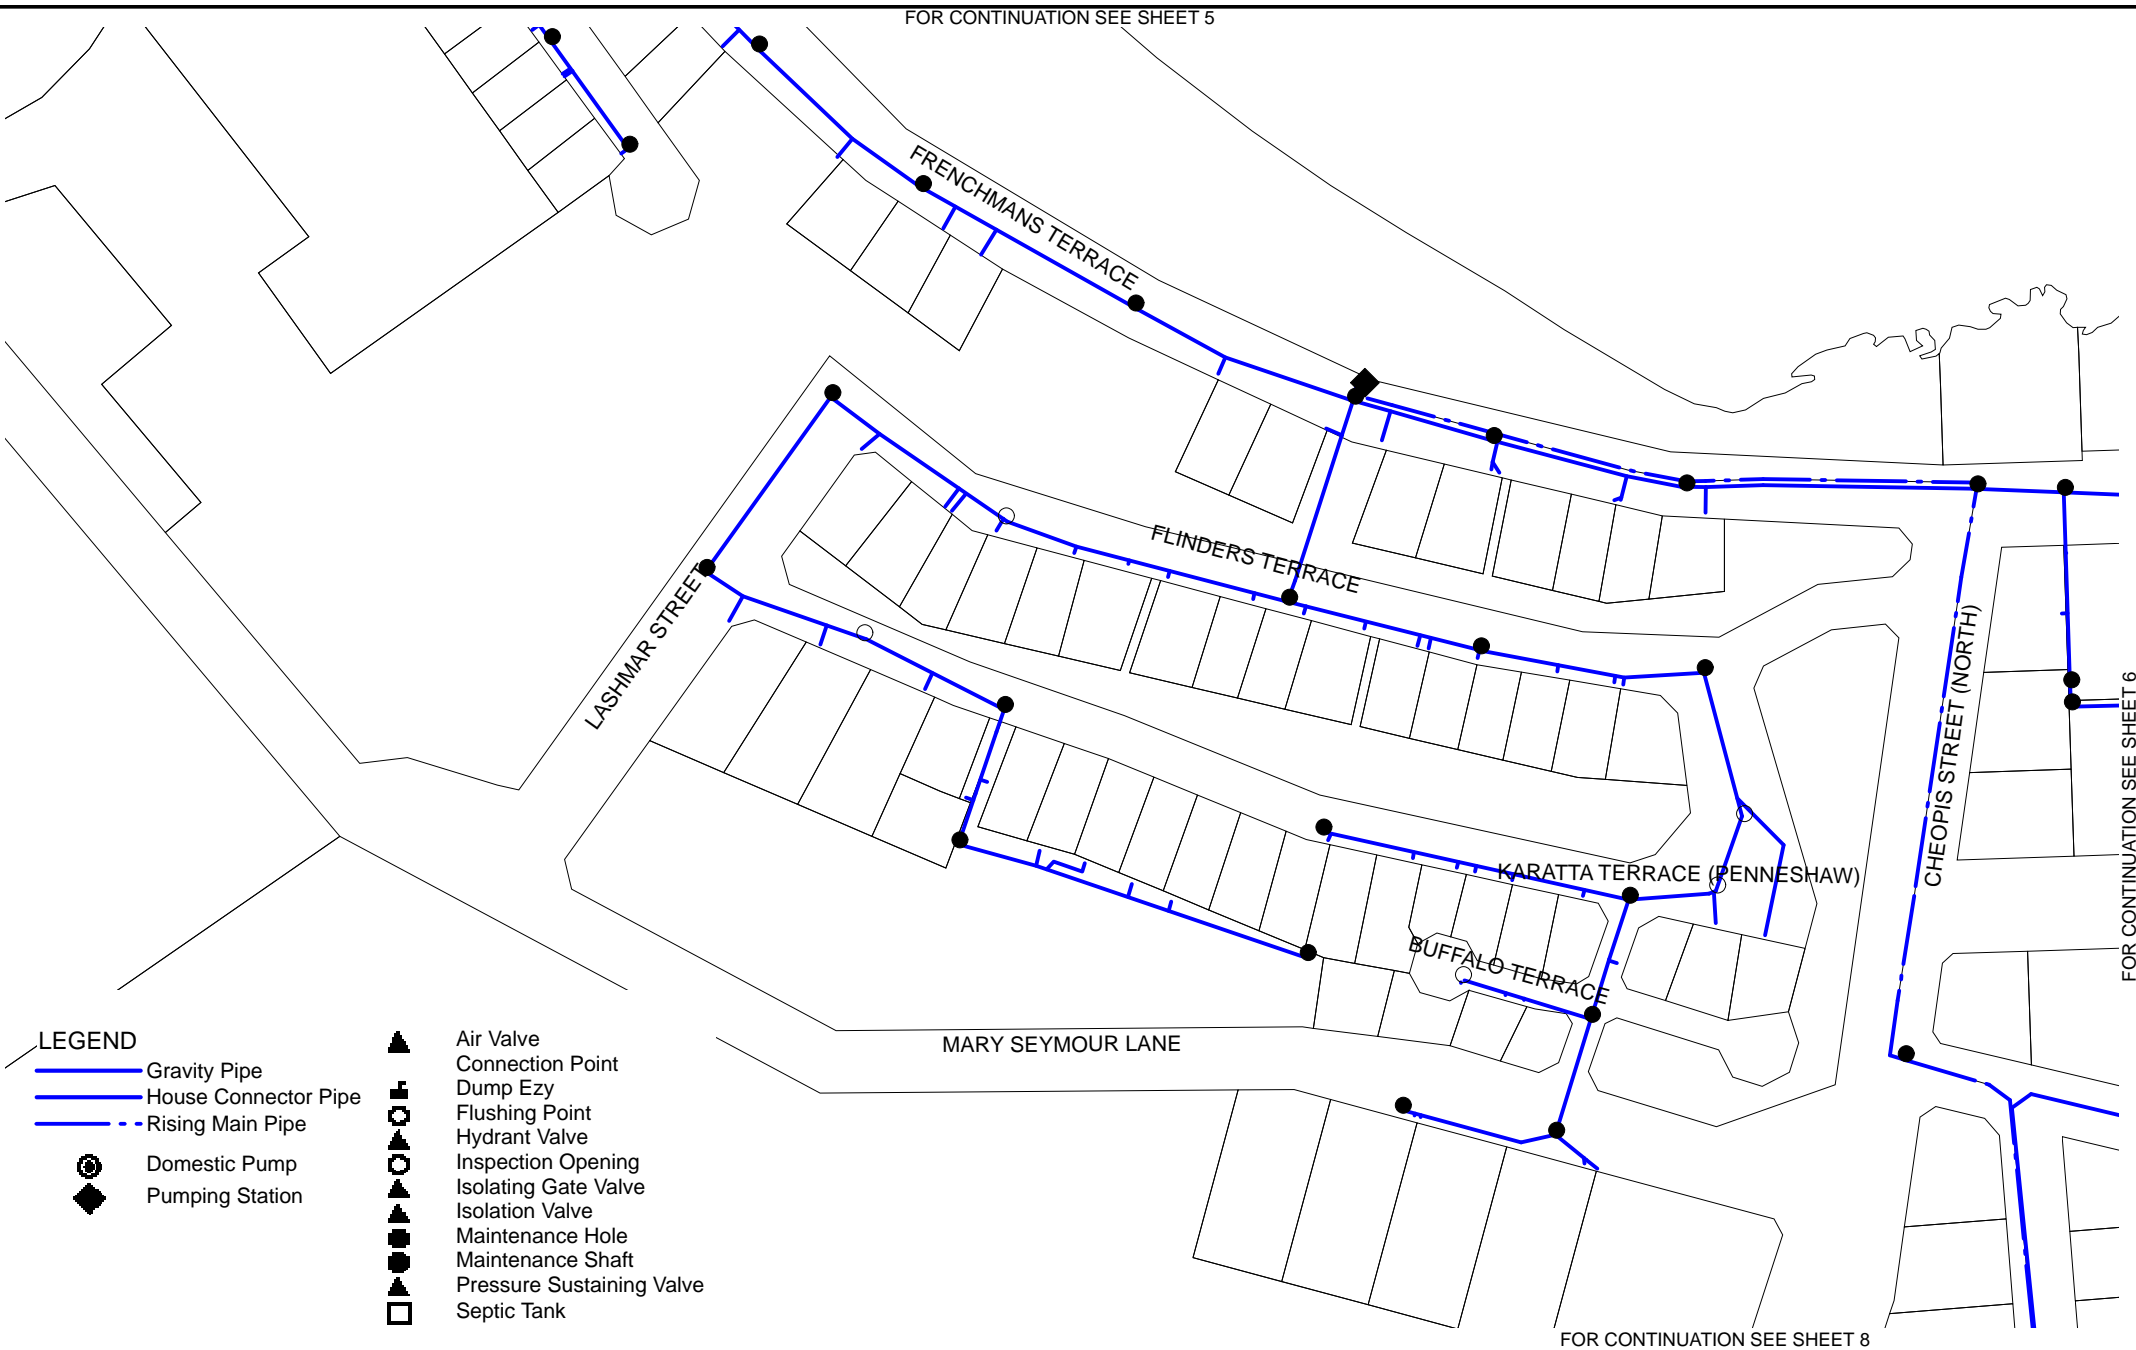 FOR CONTINUATION SEE SHEET 5
FRENCHMANS TERRACE
FLINDERS TERRACE
LASHMAR STREET
CHEOPIS STREET (NORTH)
FOR CONTINUATION SEE SHEET 6
KARATTA TERRACE (PENNESHAW)
BUFFALO TERRACE
MARY SEYMOUR LANE
LEGEND
Gravity Pipe
House Connector Pipe
Rising Main Pipe
Domestic Pump
Pumping Station
Air Valve
Connection Point
Dump Ezy
Flushing Point
Hydrant Valve
Inspection Opening
Isolating Gate Valve
Isolation Valve
Maintenance Hole
Maintenance Shaft
Pressure Sustaining Valve
Septic Tank
FOR CONTINUATION SEE SHEET 8